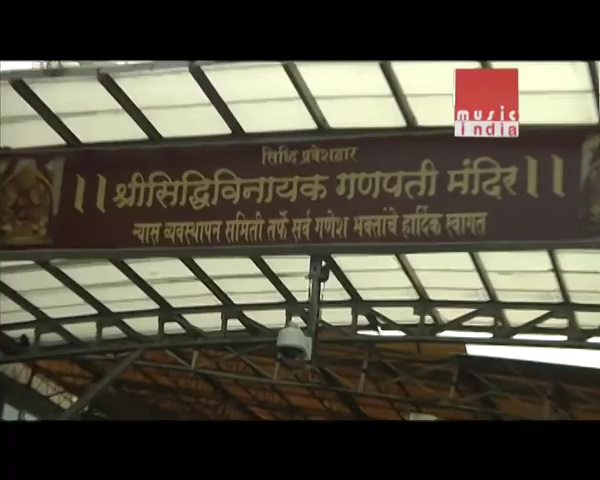 music
india
सिध्दि प्रवेशद्वार
|| श्रीसिद्धिविनायक गणपती मंदिर ||
न्यास व्यवस्थापन समिती तर्फे सर्व गणेश भक्तांचे हार्दिक स्वागत